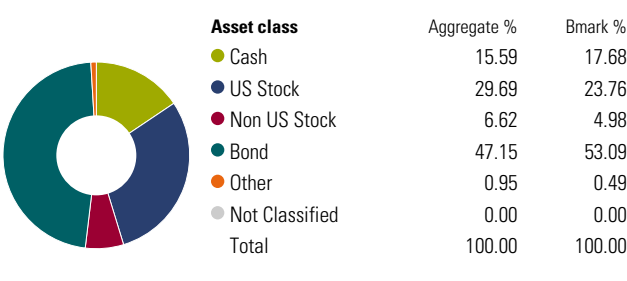 Asset class Aggregate % Bmark %
Cash 15.59 17.68
US Stock 29.69 23.76
Non US Stock 6.62 4.98
Bond 47.15 53.09
Other 0.95 0.49
Not Classified 0.00 0.00
Total 100.00 100.00